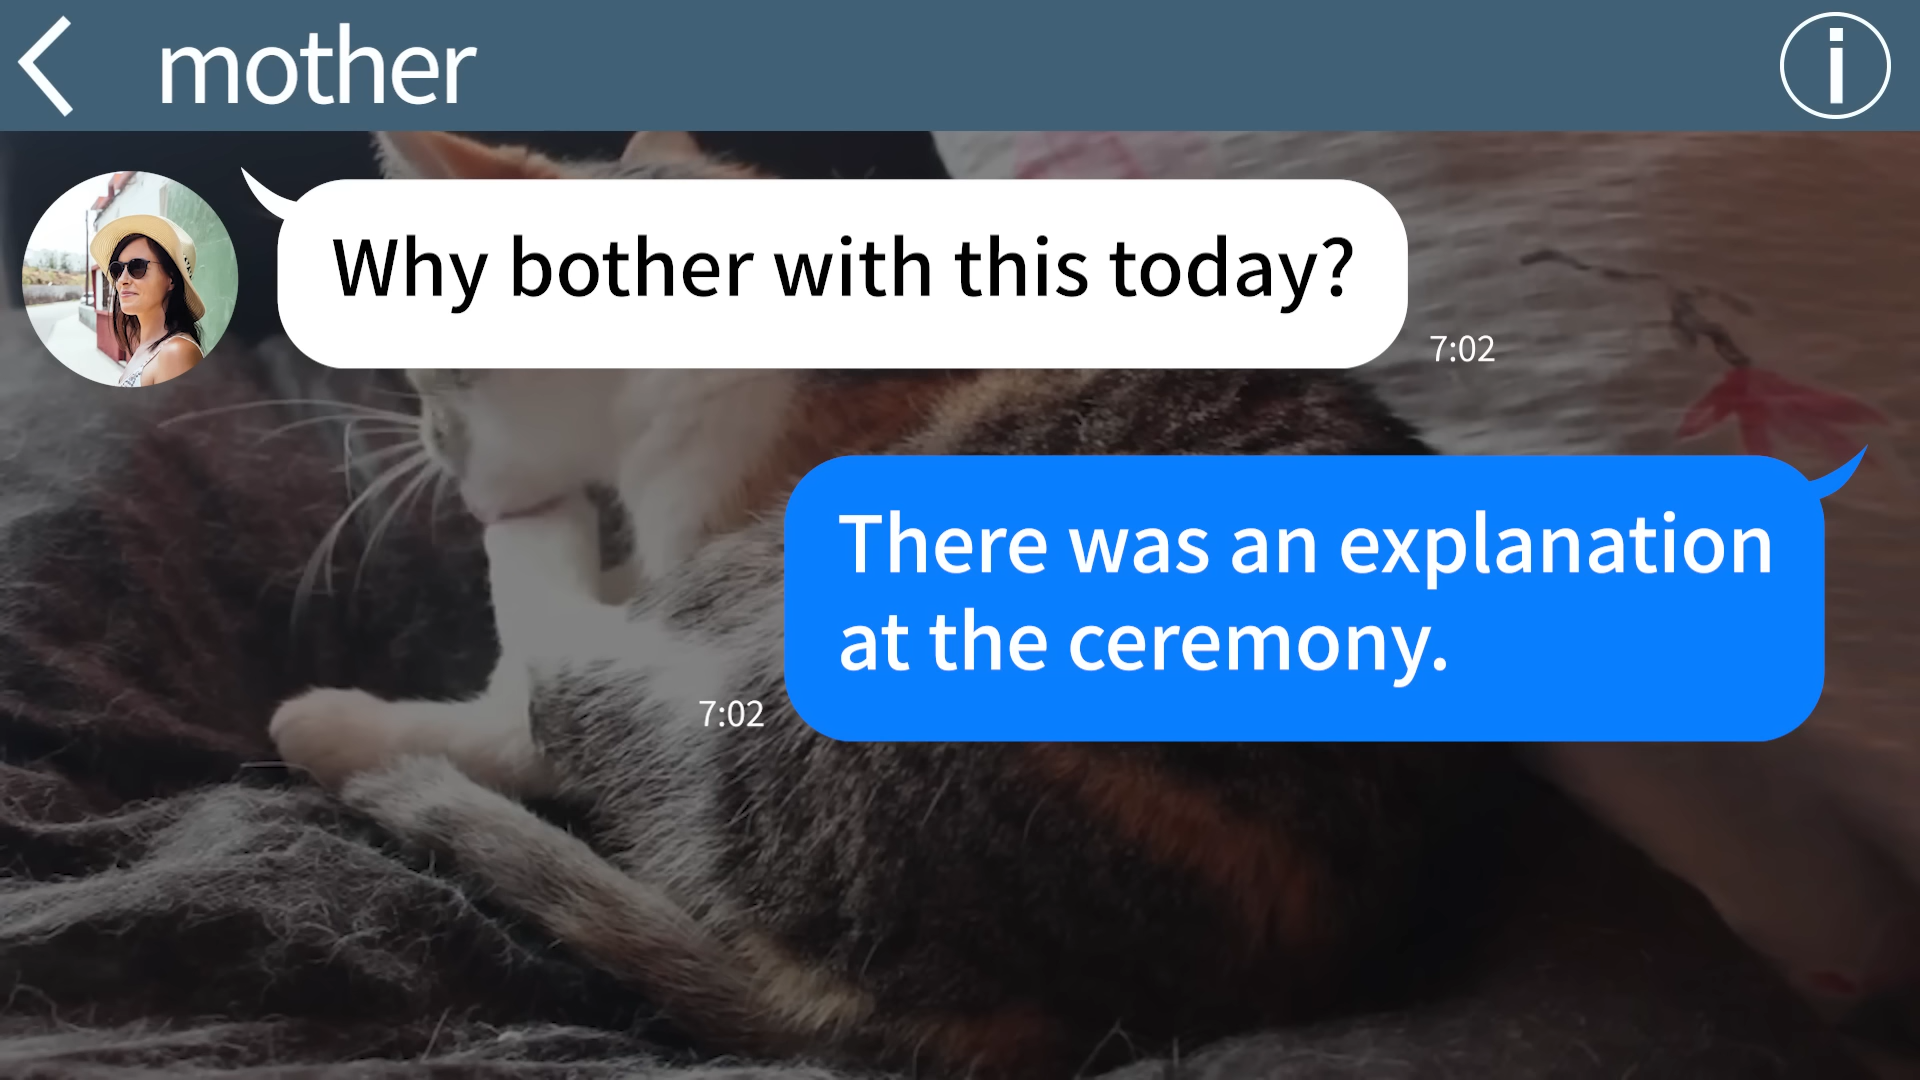 mother
Why bother with this today?
7:02
There was an explanation
at the ceremony.
7:02